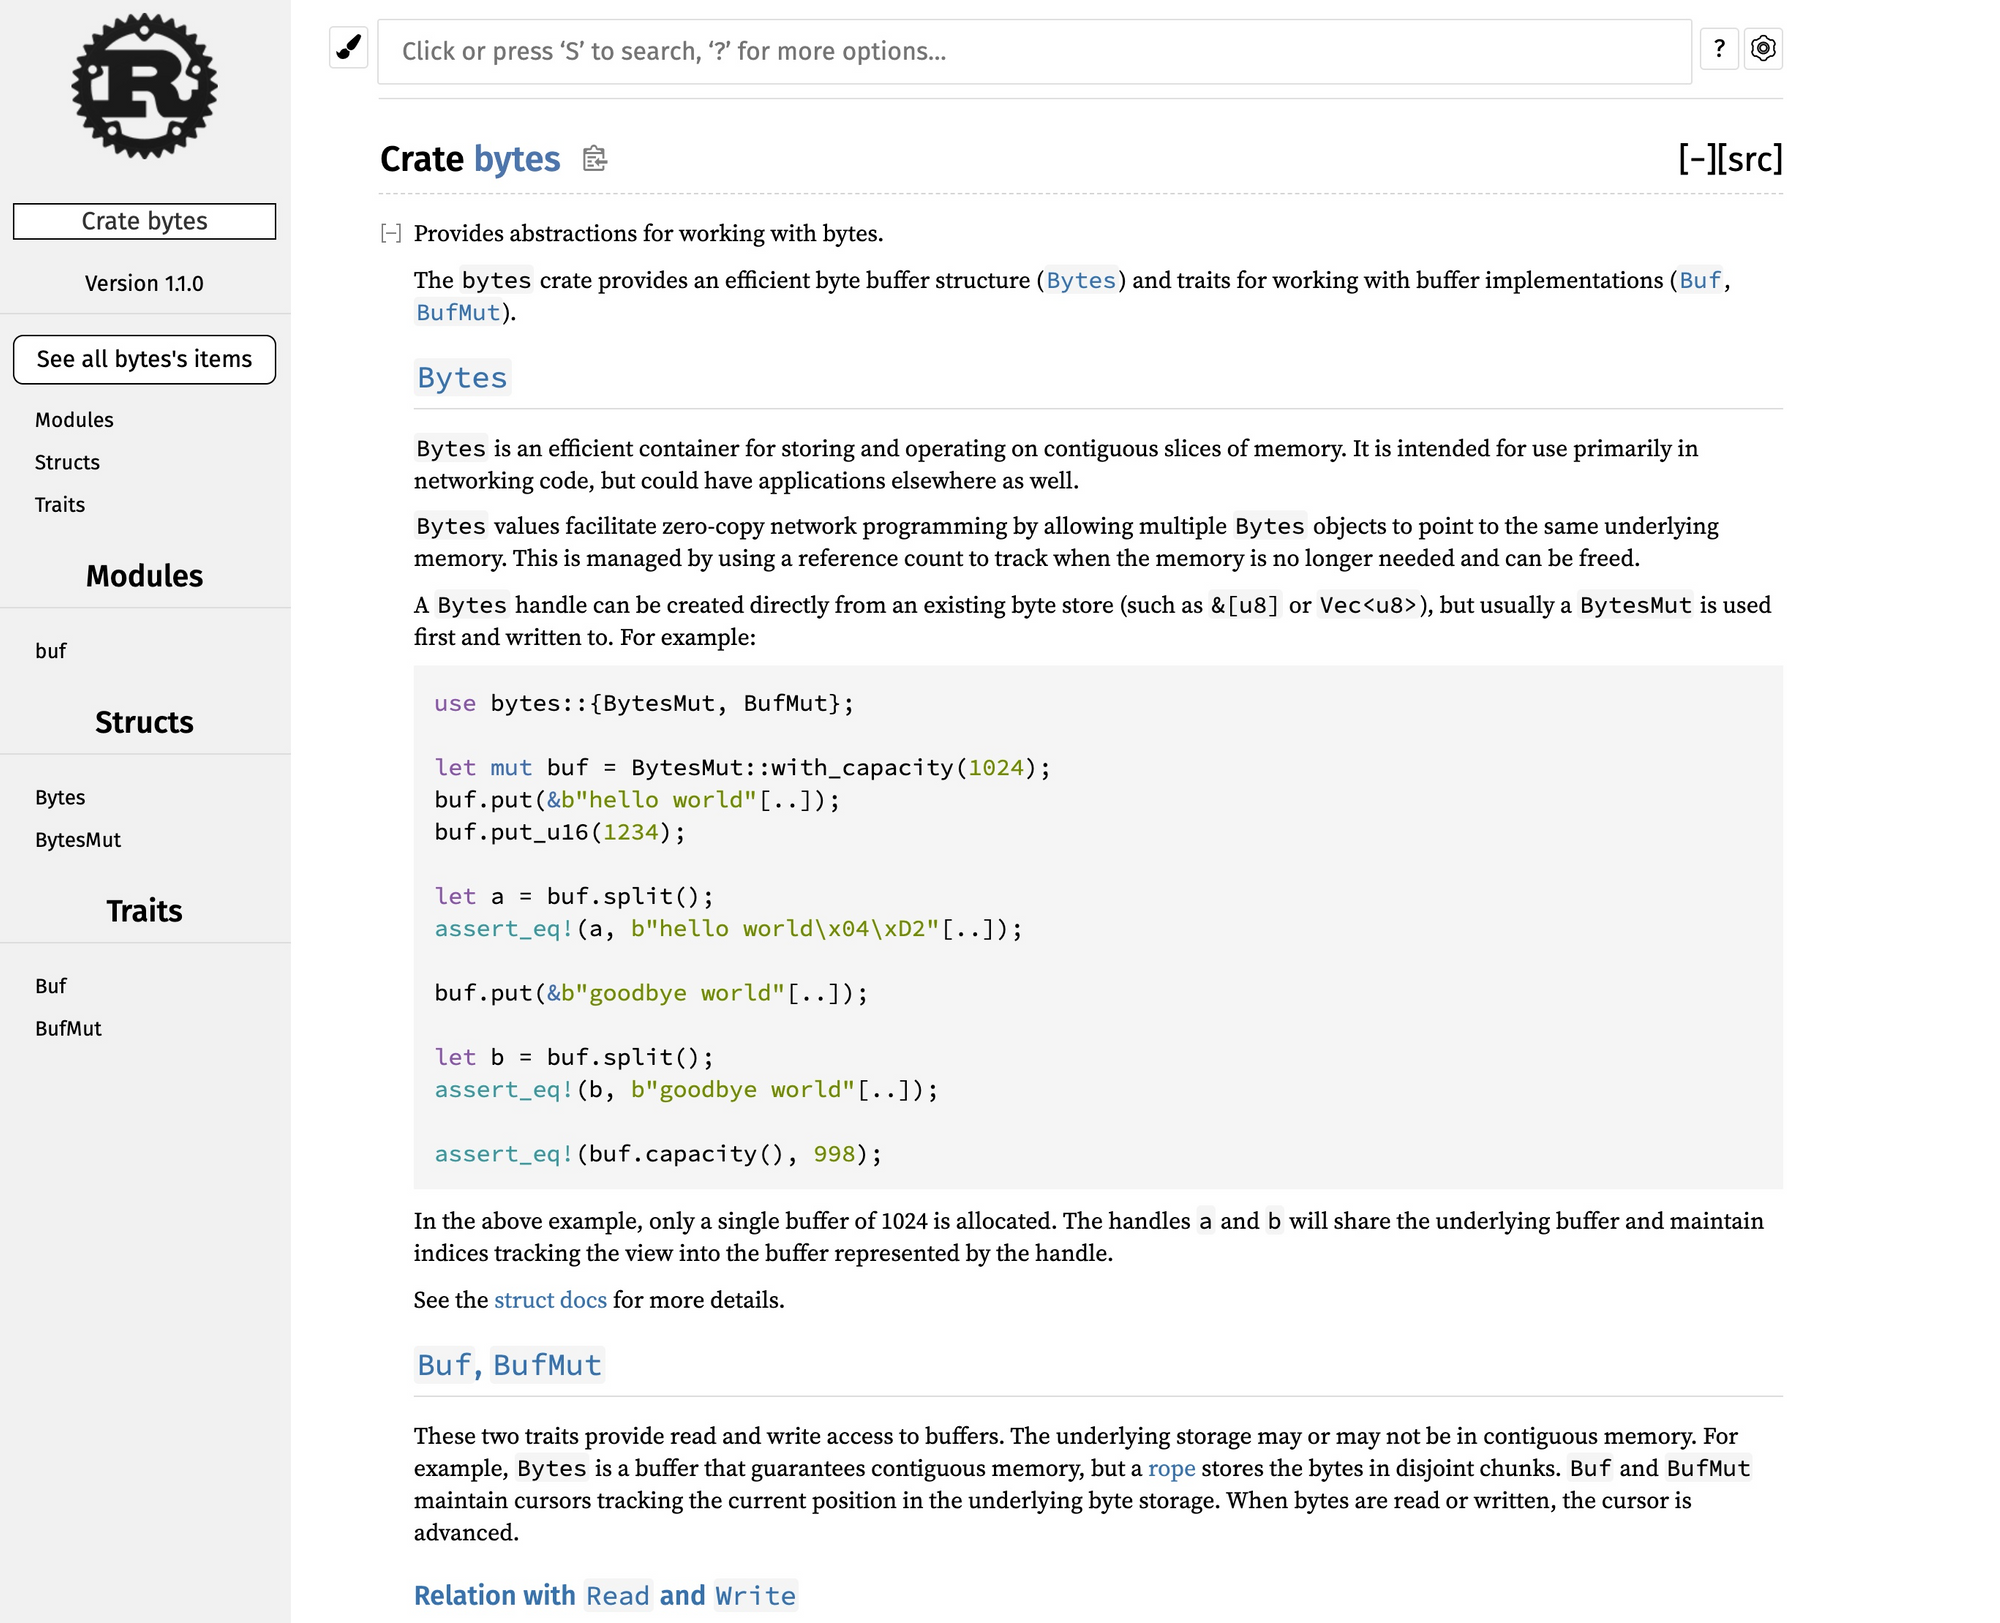 R
Crate bytes
Version 1.1.0
See all bytes's items
Modules
Structs
Traits
Modules
buf
Structs
Bytes
BytesMut
Traits
Buf
BufMut
Click or press ‘S’ to search, ‘?’ for more options…
?
Crate bytes
[−][src]
[−] Provides abstractions for working with bytes.
The bytes crate provides an efficient byte buffer structure (Bytes) and traits for working with buffer implementations (Buf,
BufMut).
Bytes
Bytes is an efficient container for storing and operating on contiguous slices of memory. It is intended for use primarily in
networking code, but could have applications elsewhere as well.
Bytes values facilitate zero-copy network programming by allowing multiple Bytes objects to point to the same underlying
memory. This is managed by using a reference count to track when the memory is no longer needed and can be freed.
A Bytes handle can be created directly from an existing byte store (such as &[u8] or Vec<u8>), but usually a BytesMut is used
first and written to. For example:
use bytes::{BytesMut, BufMut};
let mut buf = BytesMut::with_capacity(1024);
buf.put(&b"hello world"[..]);
buf.put_u16(1234);
let a = buf.split();
assert_eq!(a, b"hello world\x04\xD2"[..]);
buf.put(&b"goodbye world"[..]);
let b = buf.split();
assert_eq!(b, b"goodbye world"[..]);
assert_eq!(buf.capacity(), 998);
In the above example, only a single buffer of 1024 is allocated. The handles a and b will share the underlying buffer and maintain
indices tracking the view into the buffer represented by the handle.
See the struct docs for more details.
Buf, BufMut
These two traits provide read and write access to buffers. The underlying storage may or may not be in contiguous memory. For
example, Bytes is a buffer that guarantees contiguous memory, but a rope stores the bytes in disjoint chunks. Buf and BufMut
maintain cursors tracking the current position in the underlying byte storage. When bytes are read or written, the cursor is
advanced.
Relation with Read and Write